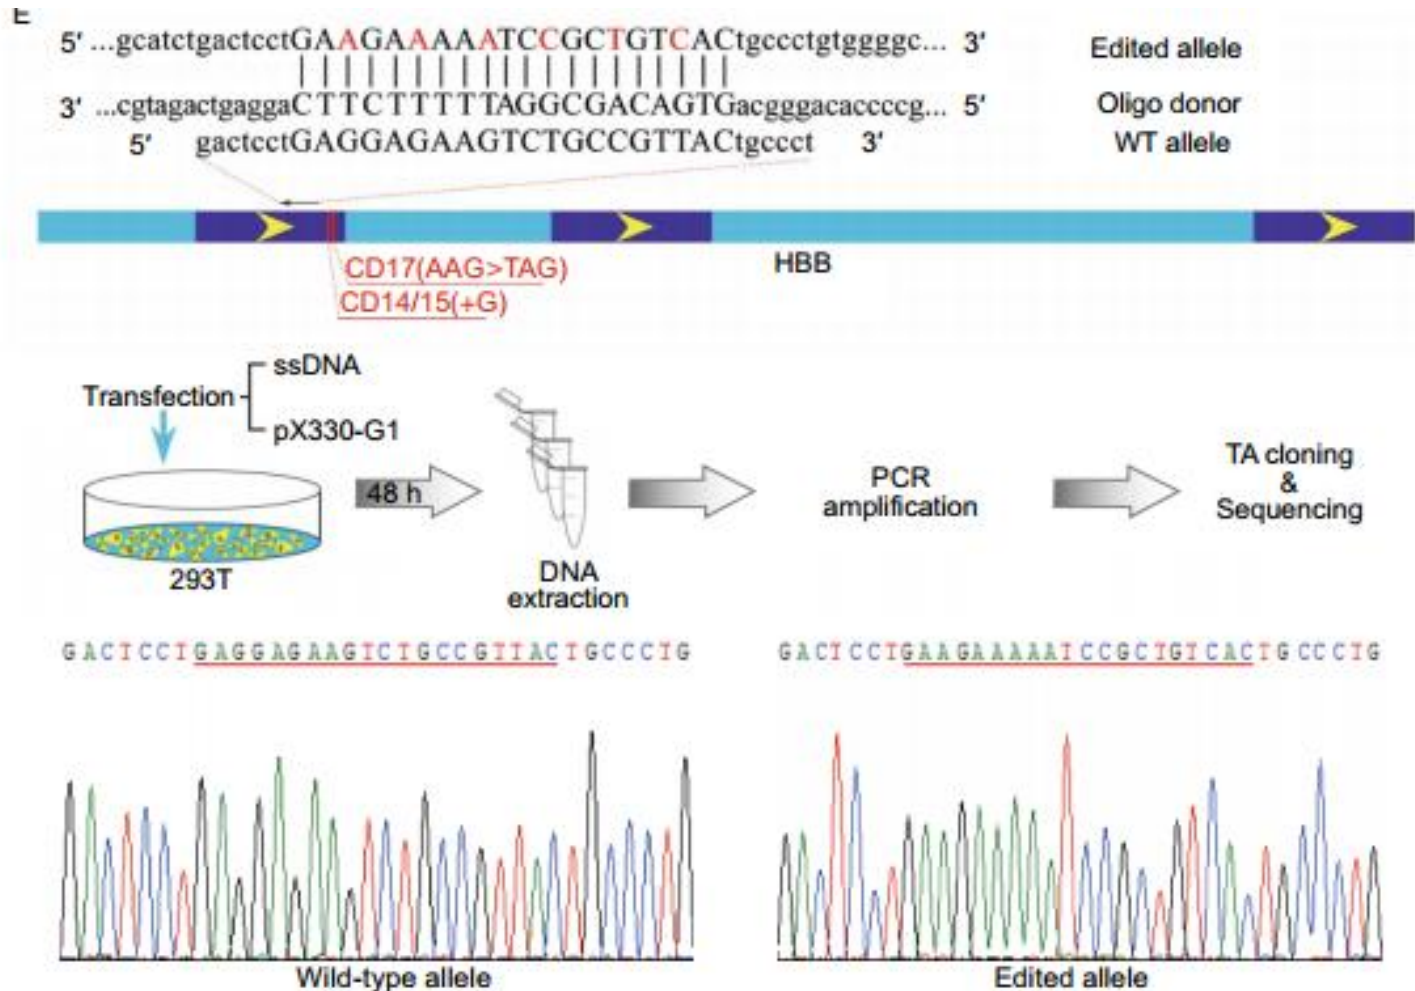 E
5′ ...gcatctgactcctGAAGAAAAATCCGCTGTCACtgccctgtggggc... 3′ Edited allele
3′ ...cgtagactgaggaCTTCTTTTTAGGCGACAGTGacgggacaccccg... 5′ Oligo donor
5′ gactcctGAGGAGAAGTCTGCCGTTACtgccct 3′ WT allele
HBB
CD17(AAG>TAG)
CD14/15(+G)
Transfection
ssDNA
pX330-G1
293T
48 h
DNA
extraction
PCR
amplification
TA cloning
&
Sequencing
GACTCCTGAGGAGAAGTCTGCCGTTACTGCCCTG
Wild-type allele
GACTCCTGAAGAAAAATCCGCTGTCACTGCCCTG
Edited allele